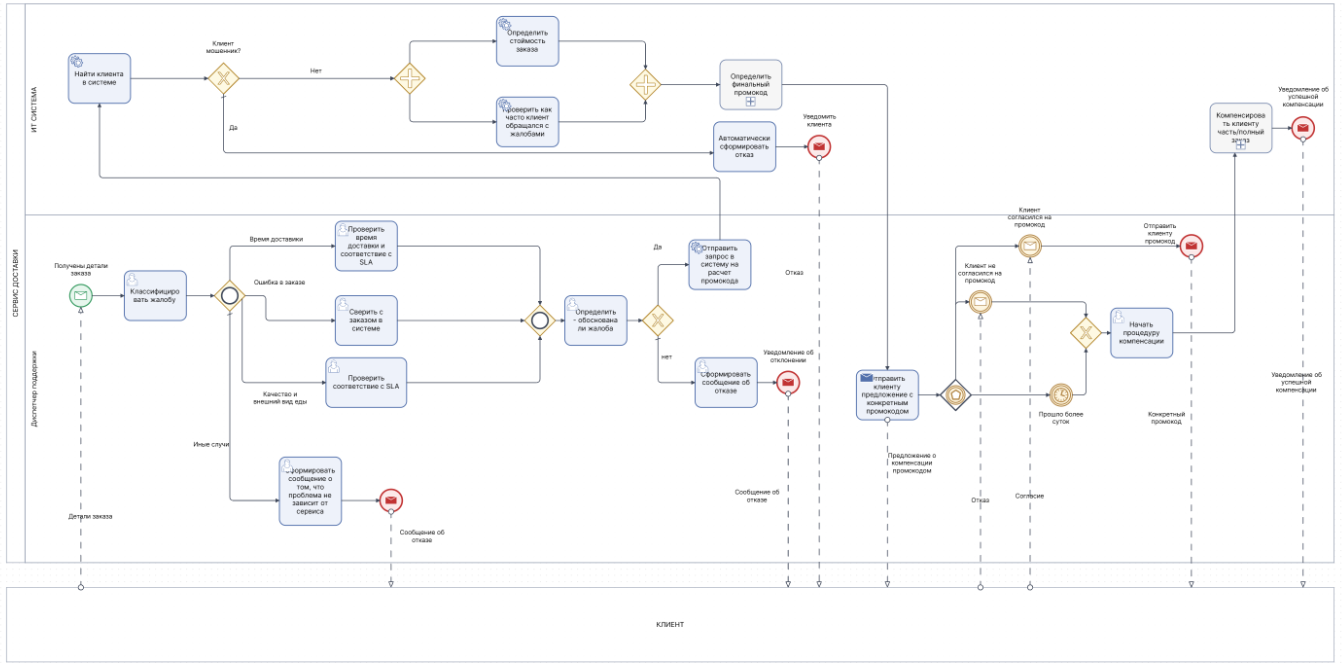 СЕРВИС ДОСТАВКИ
ИТ СИСТЕМА
Найти клиента
в системе
Клиент
мошенник?
Нет
Да
Определить
стоимость
заказа
Проверить как
часто клиент
обращался с
жалобами
Определить
финальный
промокод
Автоматически
сформировать
отказ
Уведомить
клиента
Компенсирова
ть клиенту
часть/полный
заказ
Уведомление об
успешной
компенсации
Диспетчер поддержки
Получены детали
заказа
Классифициро
вать жалобу
Время доставки
Ошибка в заказе
Качество и
внешний вид еды
Иные случи
Проверить
время
доставки и
соответствие с
SLA
Сверить с
заказом в
системе
Проверить
соответствие с SLA
Сформировать
сообщение о
том, что
проблема не
зависит от
сервиса
Определить
- обоснована
ли жалоба
Да
нет
Отправить
запрос в
систему на
расчет
промокода
Сформировать
сообщение об
отказе
Уведомление об
отклонении
Отказ
Отправить
клиенту
предложение с
конкретным
промокодом
Клиент
согласился на
промокод
Клиент не
согласился на
промокод
Прошло более
суток
Отправить
клиенту
промокод
Начать
процедуру
компенсации
Детали заказа
Сообщение об
отказе
Сообщение об
отказе
Предложение о
компенсации
промокодом
Отказ
Согласие
Конкретный
промокод
Уведомление об
успешной
компенсации
КЛИЕНТ